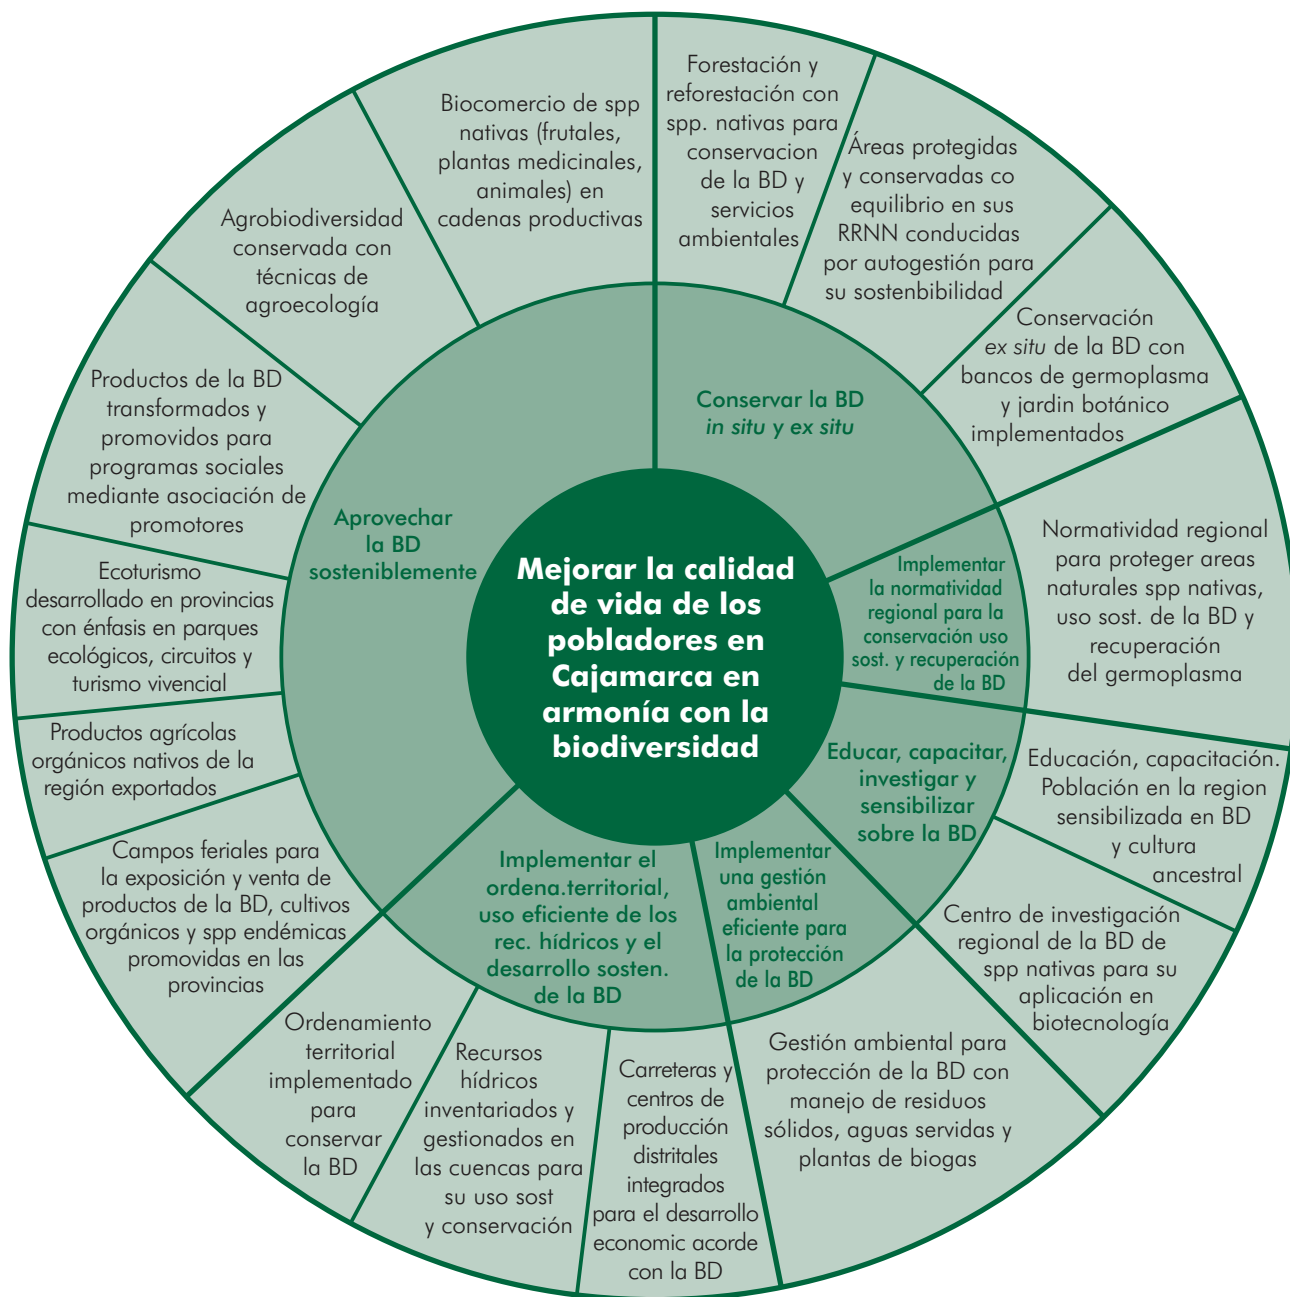 Mejorar la calidad
de vida de los
pobladores en
Cajamarca en
armonía con la
biodiversidad
Conservar la BD
in situ y ex situ
Forestación y
reforestación con
spp. nativas para
conservacion
de la BD y
servicios
ambientales
Áreas protegidas
y conservadas co
equilibrio en sus
RRNN conducidas
por autogestión para
su sostenbibilidad
Conservación
ex situ de la BD con
bancos de germoplasma
y jardin botánico
implementados
Implementar
la normatividad
regional para la
conservación uso
sost. y recuperación
de la BD
Normatividad regional
para proteger areas
naturales spp nativas,
uso sost. de la BD y
recuperación
del germoplasma
Educar, capacitar,
investigar y
sensibilizar
sobre la BD
Educación, capacitación.
Población en la region
sensibilizada en BD
y cultura
ancestral
Centro de investigación
regional de la BD de
spp nativas para su
aplicación en
biotecnología
Implementar
una gestión
ambiental
eficiente para
la protección
de la BD
Gestión ambiental para
protección de la BD con
manejo de residuos
sólidos, aguas servidas y
plantas de biogas
Implementar el
ordena.territorial,
uso eficiente de los
rec. hídricos y el
desarrollo sosten.
de la BD
Carreteras y
centros de
producción
distritales
integrados
para el desarrollo
economic acorde
con la BD
Recursos
hídricos
inventariados y
gestionados en
las cuencas para
su uso sost
y conservación
Ordenamiento
territorial
implementado
para
conservar
la BD
Aprovechar
la BD
sosteniblemente
Campos feriales para
la exposición y venta de
productos de la BD, cultivos
orgánicos y spp endémicas
promovidas en las
provincias
Productos agrícolas
orgánicos nativos de la
región exportados
Ecoturismo
desarrollado en provincias
con énfasis en parques
ecológicos, circuitos y
turismo vivencial
Productos de la BD
transformados y
promovidos para
programas sociales
mediante asociación de
promotores
Agrobiodiversidad
conservada con
técnicas de
agroecología
Biocomercio de spp
nativas (frutales,
plantas medicinales,
animales) en
cadenas productivas